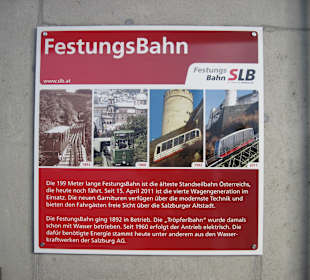 FestungsBahn
www.slb.at
Festungs
Bahn SLB
1892
1960
2011
Die 199 Meter lange FestungsBahn ist die älteste Standseilbahn Österreichs,
die heute noch fährt. Seit 15. April 2011 ist die vierte Wagengeneration im
Einsatz. Die neuen Garnituren verfügen über die modernste Technik und
bieten den Fahrgästen freie Sicht über die Salzburger Altstadt.
Die FestungsBahn ging 1892 in Betrieb. Die „Tröpferlbahn“ wurde damals
schon mit Wasser betrieben. Seit 1960 erfolgt der Antrieb elektrisch. Die
dafür benötigte Energie stammt heute unter anderem aus den Wasser-
kraftwerken der Salzburg AG.